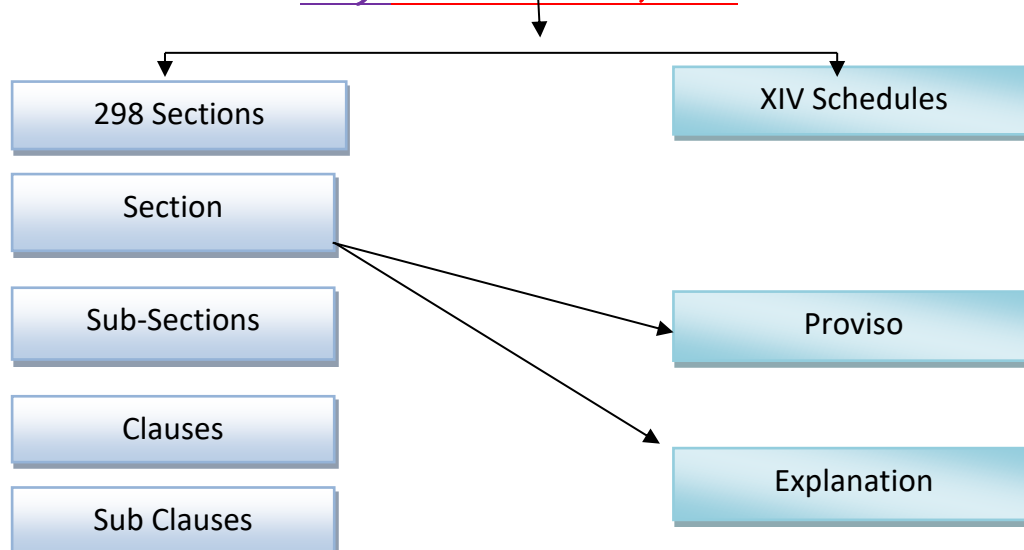 298 Sections
XIV Schedules
Section
Sub-Sections
Proviso
Clauses
Explanation
Sub Clauses